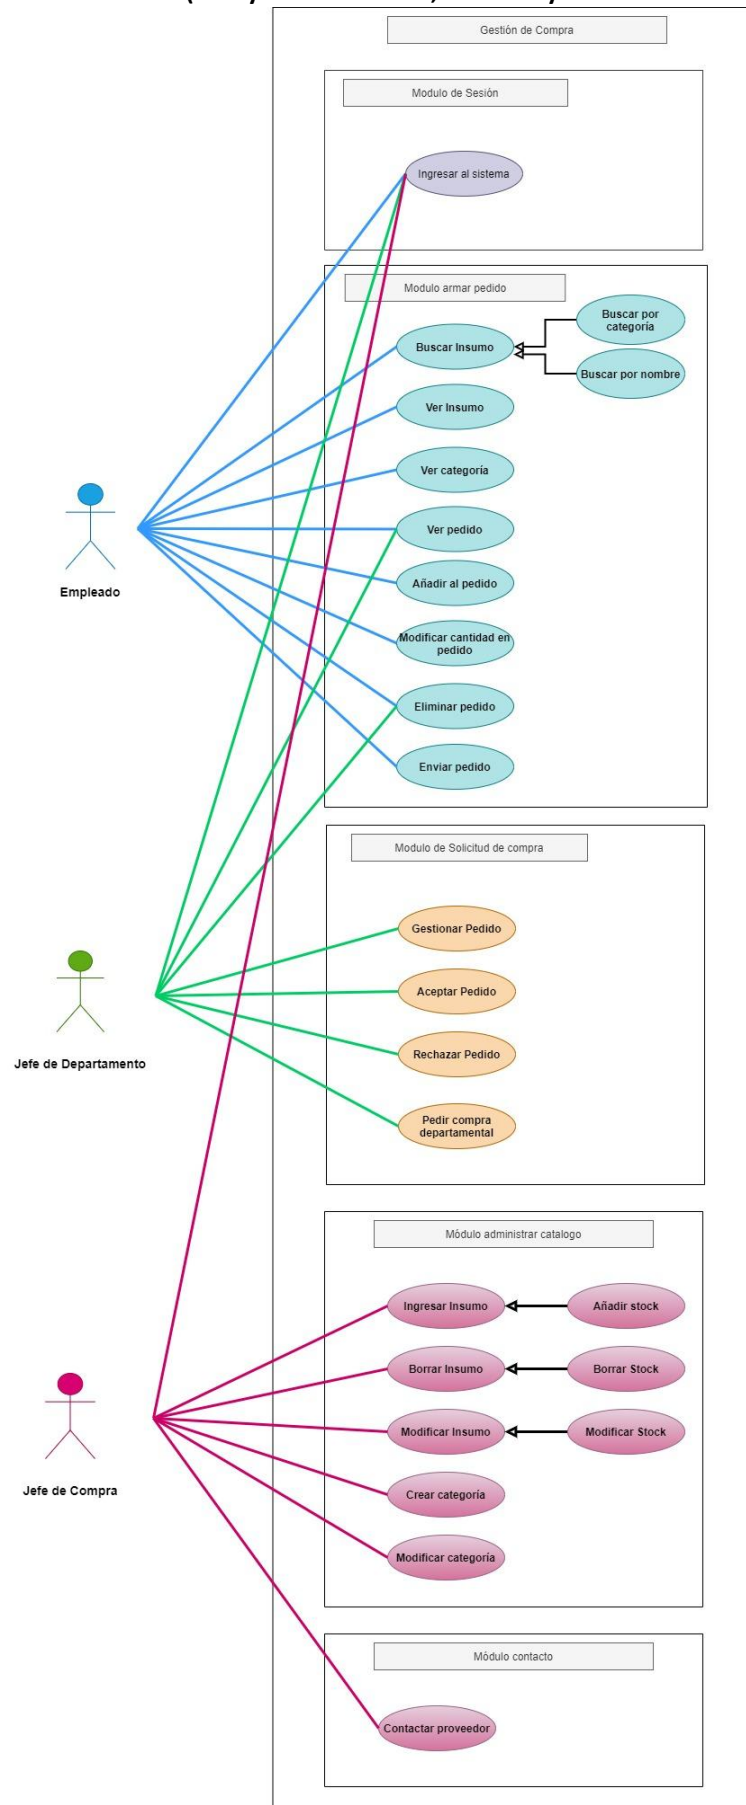 Gestión de Compra
Modulo de Sesión
Ingresar al sistema
Modulo armar pedido
Buscar por
categoría
Buscar Insumo
Buscar por nombre
Ver Insumo
Ver categoría
Ver pedido
Empleado
Añadir al pedido
Modificar cantidad en
pedido
Eliminar pedido
Enviar pedido
Modulo de Solicitud de compra
Gestionar Pedido
Aceptar Pedido
Jefe de Departamento
Rechazar Pedido
Pedir compra
departamental
Módulo administrar catalogo
Ingresar Insumo
Añadir stock
Borrar Insumo
Borrar Stock
Modificar Insumo
Modificar Stock
Jefe de Compra
Crear categoría
Modificar categoría
Módulo contacto
Contactar proveedor